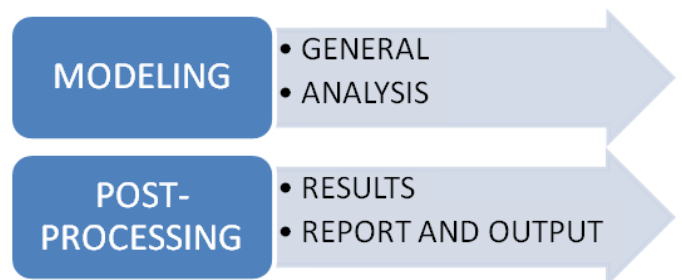 MODELING
• GENERAL
• ANALYSIS
POST-
PROCESSING
• RESULTS
• REPORT AND OUTPUT